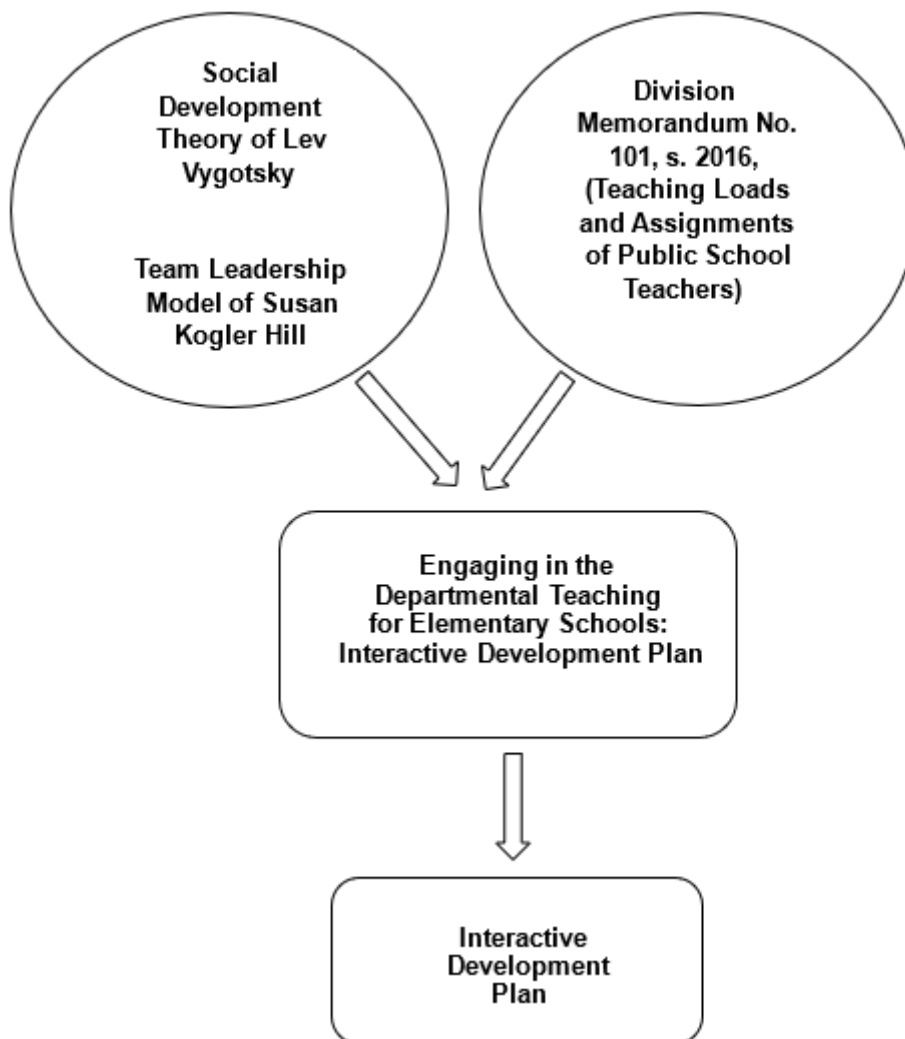 Social
Development
Theory of Lev
Vygotsky
Team Leadership
Model of Susan
Kogler Hill
Division
Memorandum No.
101, s. 2016,
(Teaching Loads
and Assignments
of Public School
Teachers)
Engaging in the
Departmental Teaching
for Elementary Schools:
Interactive Development Plan
Interactive
Development
Plan